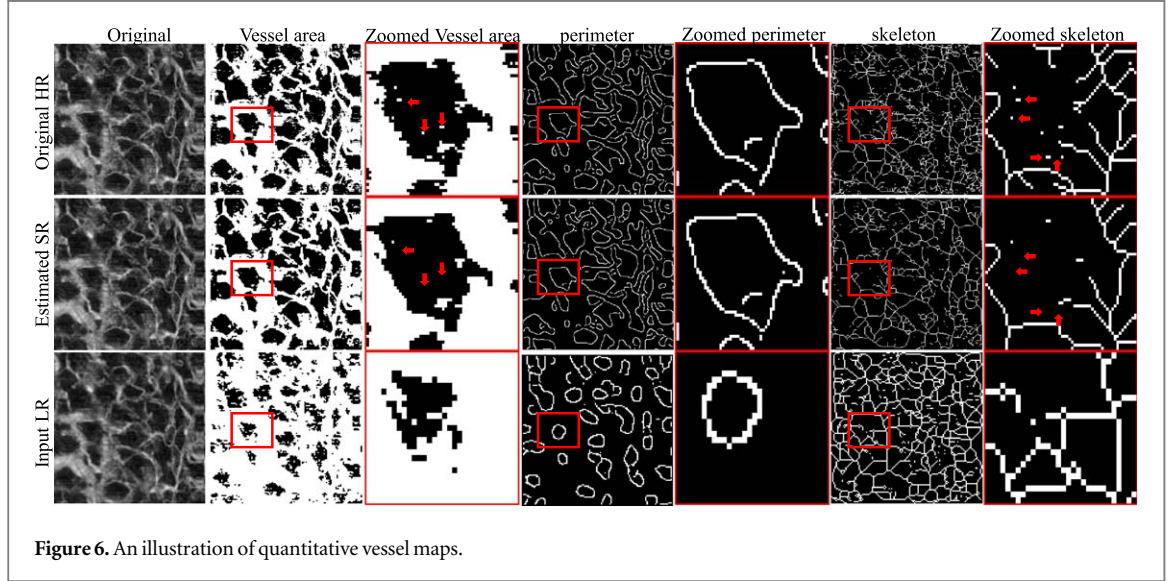 Original Vessel area Zoomed Vessel area perimeter Zoomed perimeter skeleton Zoomed skeleton
Original HR
Estimated SR
Input LR
Figure 6. An illustration of quantitative vessel maps.